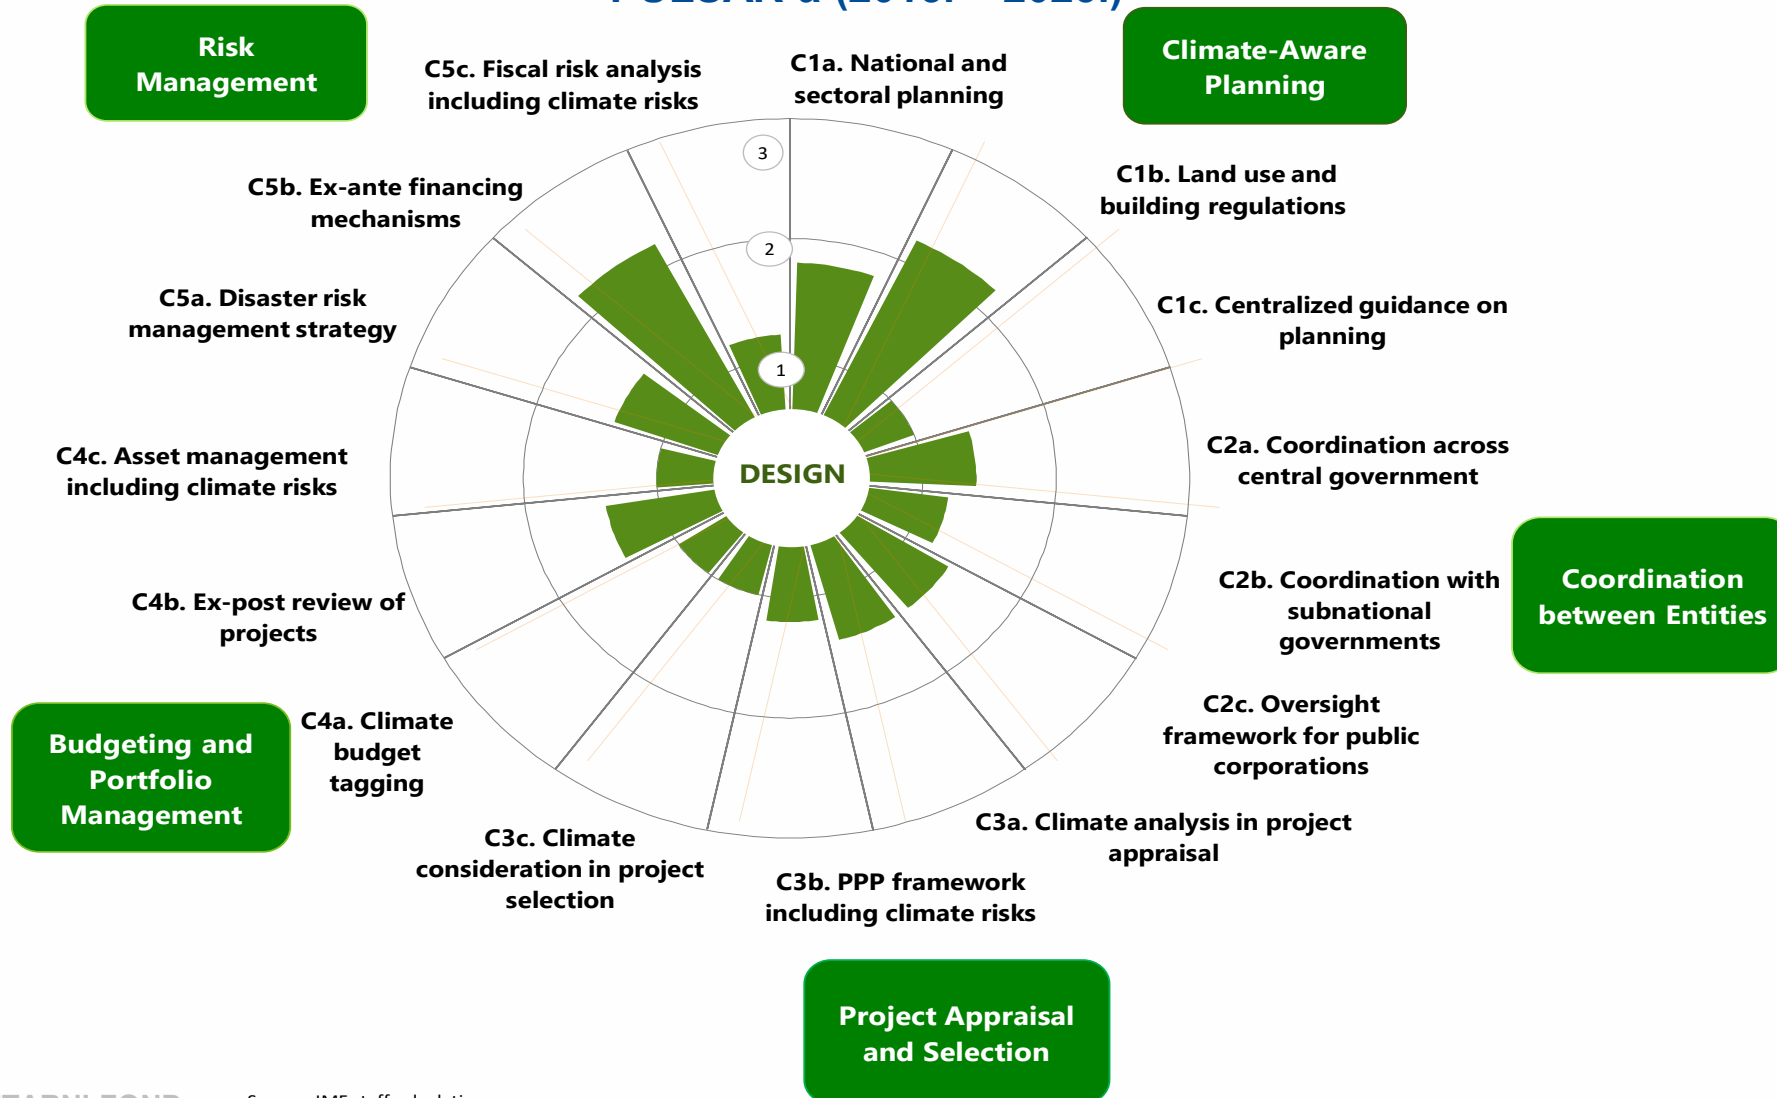 Risk
Management
C5c. Fiscal risk analysis
including climate risks
C1a. National and
sectoral planning
Climate-Aware
Planning
3
C5b. Ex-ante financing
mechanisms
C1b. Land use and
building regulations
2
C5a. Disaster risk
management strategy
C1c. Centralized guidance on
planning
1
C4c. Asset management
including climate risks
DESIGN
C2a. Coordination across
central government
C4b. Ex-post review of
projects
C2b. Coordination with
subnational
governments
Coordination
between Entities
Budgeting and
Portfolio
Management
C4a. Climate
budget
tagging
C2c. Oversight
framework for public
corporations
C3c. Climate
consideration in project
selection
C3b. PPP framework
including climate risks
C3a. Climate analysis in project
appraisal
Project Appraisal
and Selection